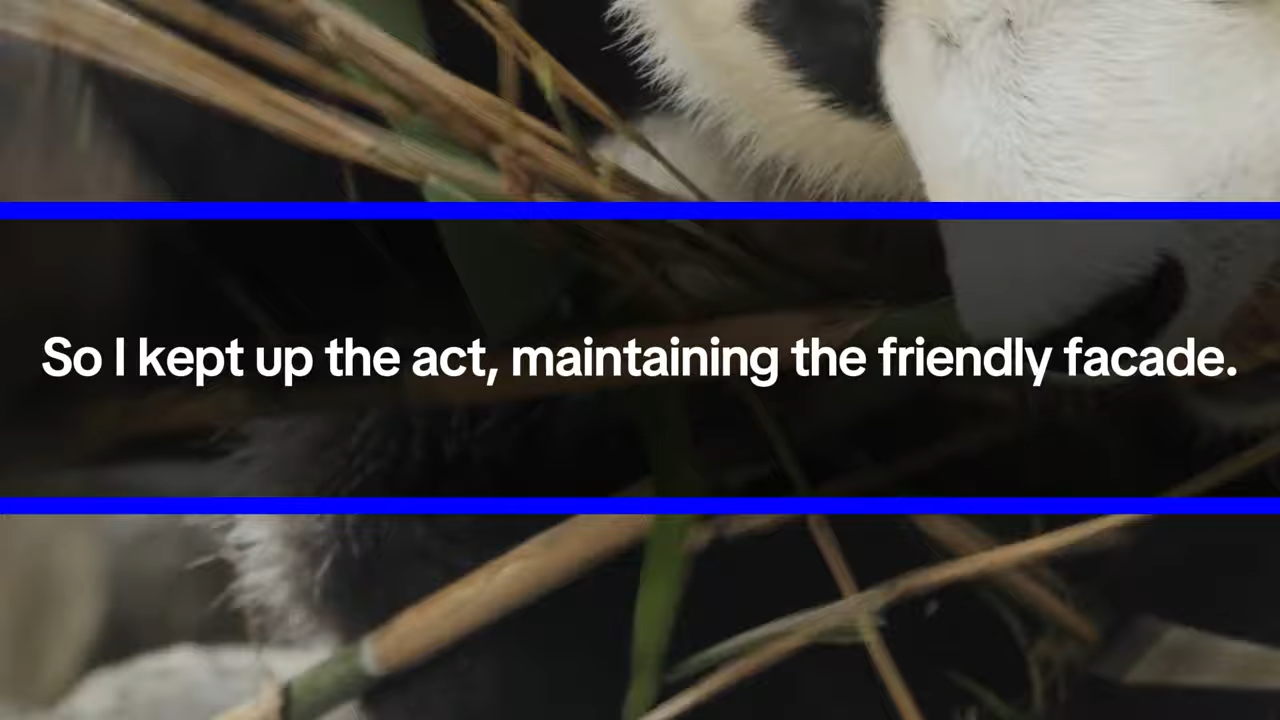 So I kept up the act, maintaining the friendly facade.